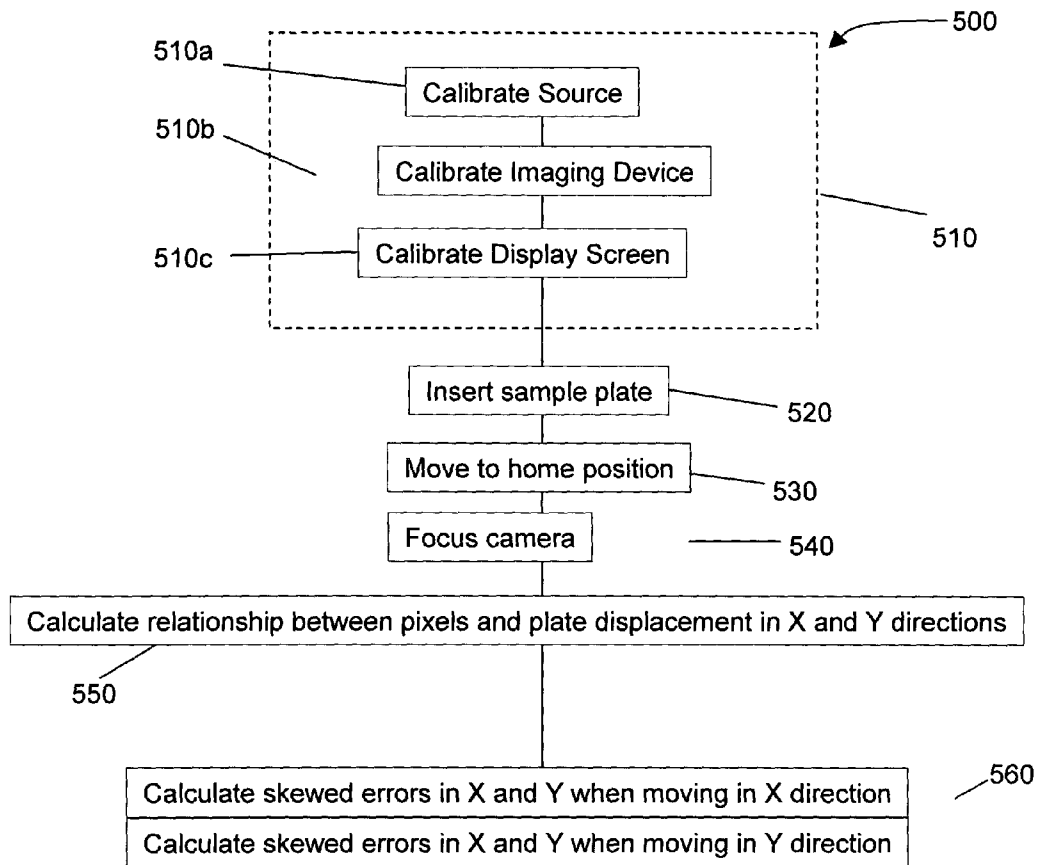 500
510a
Calibrate Source
510b
Calibrate Imaging Device
510
510c
Calibrate Display Screen
Insert sample plate
520
Move to home position
530
Focus camera
540
Calculate relationship between pixels and plate displacement in X and Y directions
550
560
Calculate skewed errors in X and Y when moving in X direction
Calculate skewed errors in X and Y when moving in Y direction